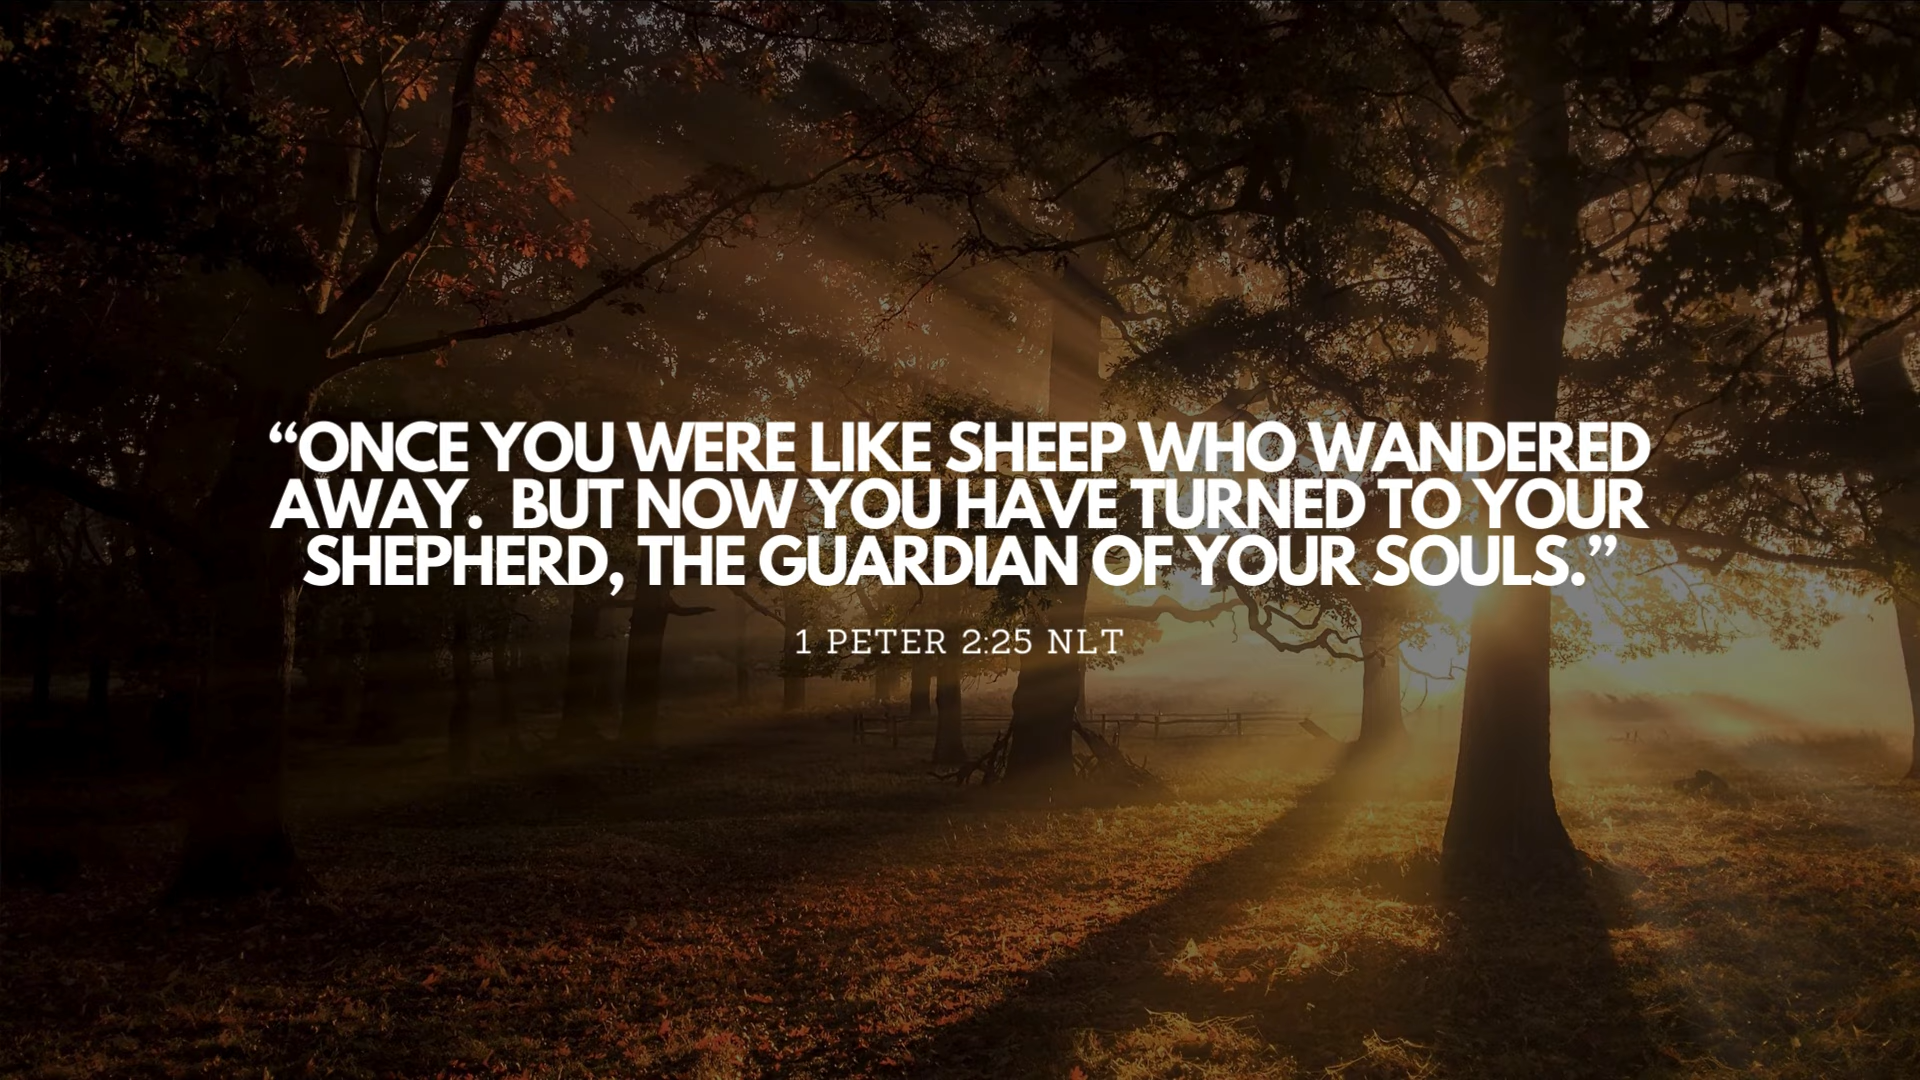 “ONCE YOU WERE LIKE SHEEP WHO WANDERED
AWAY.  BUT NOW YOU HAVE TURNED TO YOUR
SHEPHERD, THE GUARDIAN OF YOUR SOULS.”
1 PETER 2:25 NLT